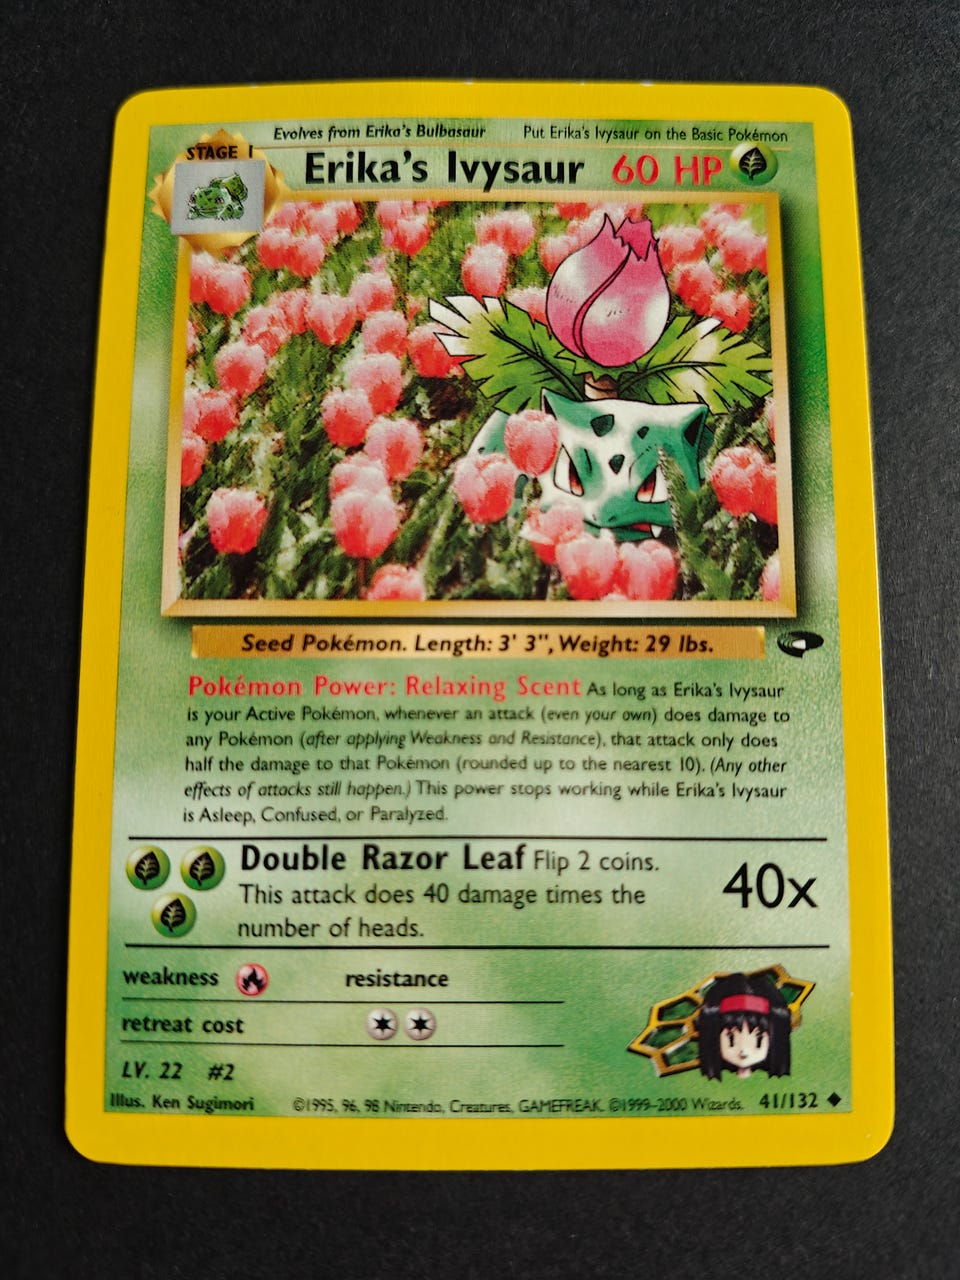 Evolves from Erika's Bulbasaur Put Erika's Ivysaur on the Basic Pokémon
STAGE 1
Erika's Ivysaur 60 HP
Seed Pokémon. Length: 3' 3", Weight: 29 lbs.
Pokémon Power: Relaxing Scent As long as Erika's Ivysaur
is your Active Pokémon, whenever an attack (even your own) does damage to
any Pokémon (after applying Weakness and Resistance), that attack only does
half the damage to that Pokémon (rounded up to the nearest 10). (Any other
effects of attacks still happen.) This power stops working while Erika's Ivysaur
is Asleep, Confused, or Paralyzed.
Double Razor Leaf Flip 2 coins.
This attack does 40 damage times the
number of heads.
40x
weakness resistance
retreat cost
LV. 22 #2
Illus. Ken Sugimori ©1995, 96, 98 Nintendo, Creatures, GAMEFREAK. ©1999-2000 Wizards. 41/132